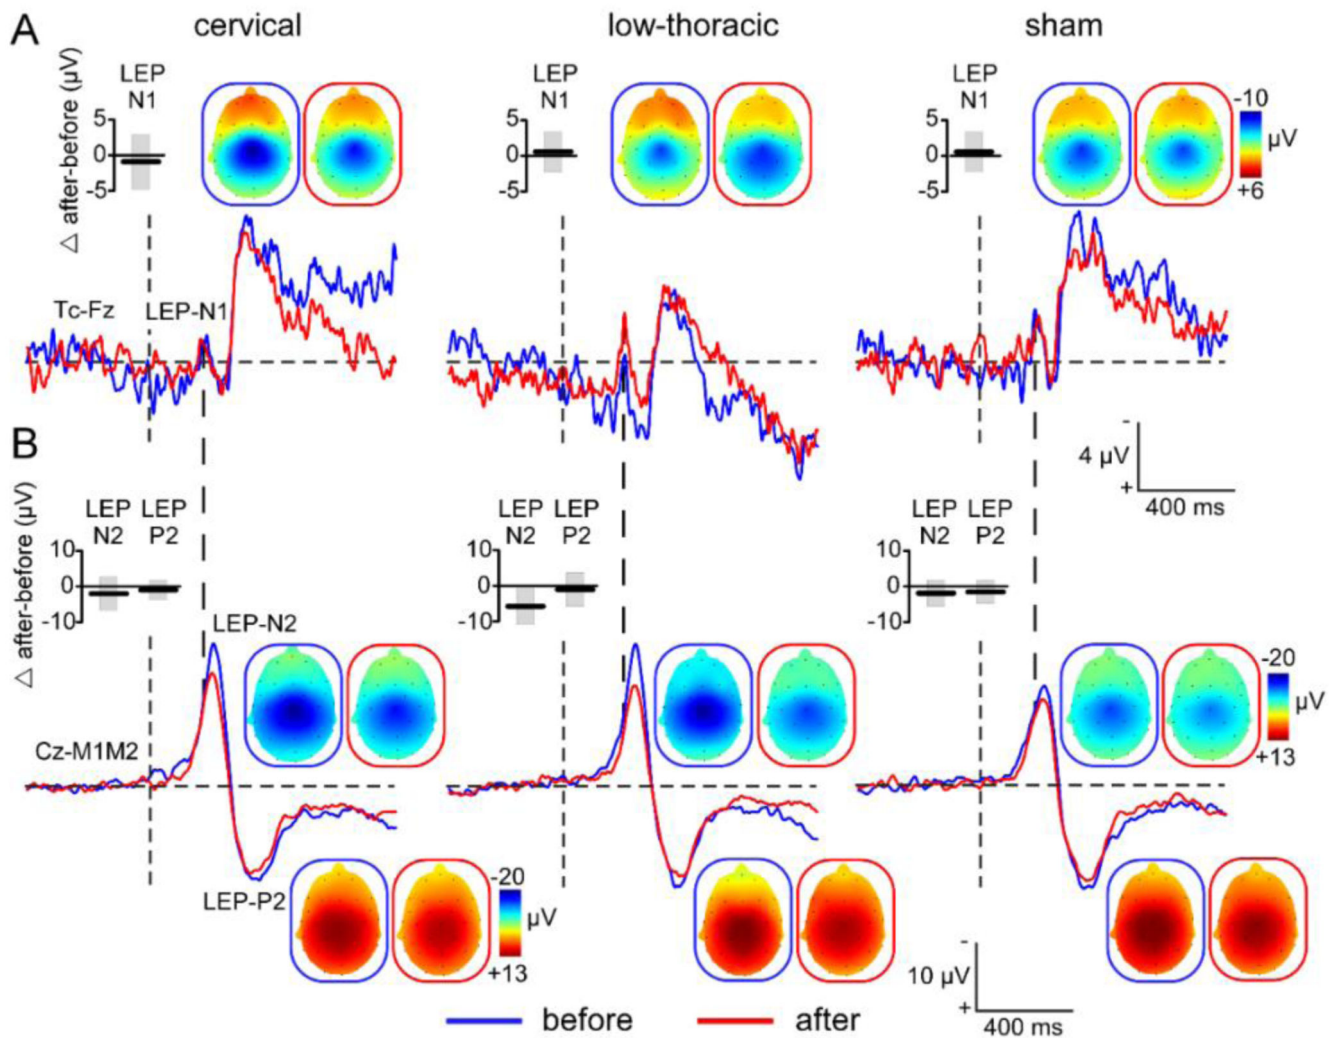 A
cervical
low-thoracic
sham
△ after-before (µV)
LEP
N1
5
0
-5
LEP
N1
5
0
-5
LEP
N1
5
0
-5
-10
µV
+6
Tc-Fz
LEP-N1
B
-
4 µV
+
400 ms
△ after-before (µV)
LEP LEP
N2 P2
10
0
-10
LEP LEP
N2 P2
10
0
-10
LEP LEP
N2 P2
10
0
-10
LEP-N2
-20
µV
+13
Cz-M1M2
LEP-P2
-20
µV
+13
-
10 µV
+
400 ms
before
after